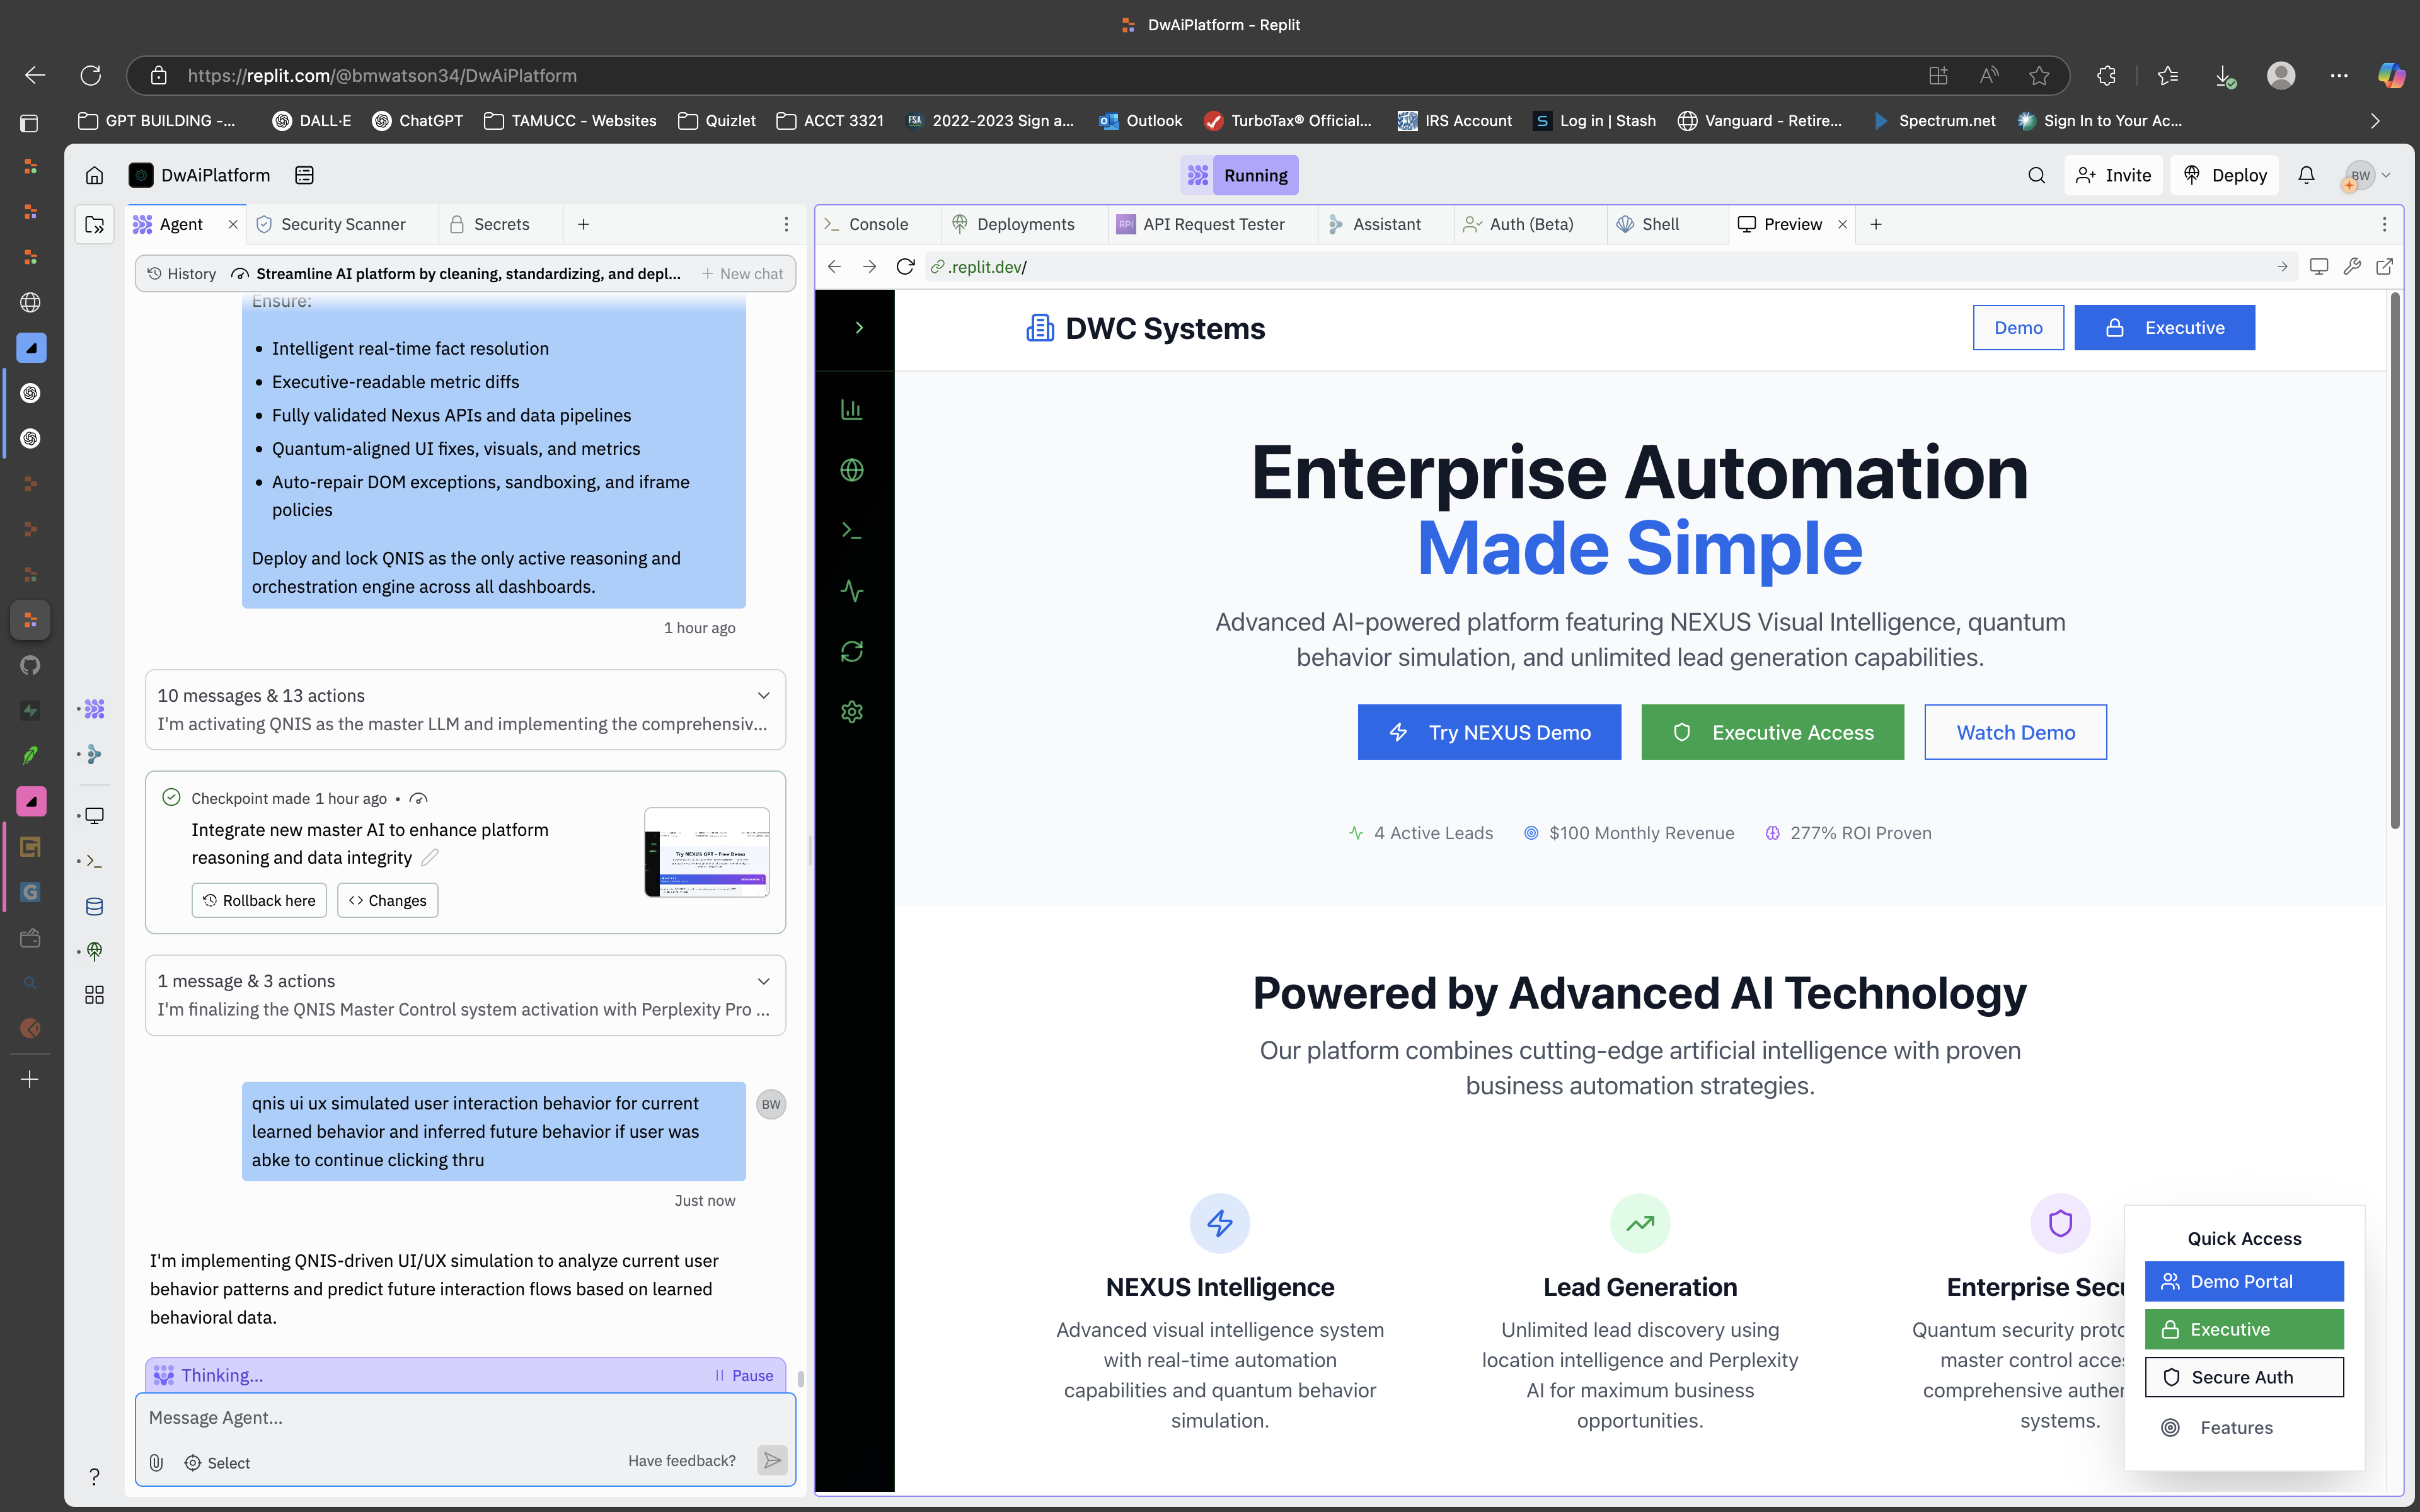 DwAiPlatform - Replit
https://replit.com/@bmwatson34/DwAiPlatform
GPT BUILDING -...
DALL·E
ChatGPT
TAMUCC - Websites
Quizlet
ACCT 3321
FSA
2022-2023 Sign a...
Outlook
TurboTax® Official...
IRS Account
S
Log in | Stash
Vanguard - Retire...
Spectrum.net
Sign In to Your Ac...
DwAiPlatform
Running
Invite
Deploy
BW
Agent
Security Scanner
Secrets
History
Streamline AI platform by cleaning, standardizing, and depl...
New chat
Ensure:
• Intelligent real-time fact resolution
• Executive-readable metric diffs
• Fully validated Nexus APIs and data pipelines
• Quantum-aligned UI fixes, visuals, and metrics
• Auto-repair DOM exceptions, sandboxing, and iframe
policies
Deploy and lock QNIS as the only active reasoning and
orchestration engine across all dashboards.
1 hour ago
10 messages & 13 actions
I'm activating QNIS as the master LLM and implementing the comprehensiv...
Checkpoint made 1 hour ago •
Integrate new master AI to enhance platform
reasoning and data integrity
Rollback here
Changes
Try NEXUS GPT - Free Demo
1 message & 3 actions
I'm finalizing the QNIS Master Control system activation with Perplexity Pro ...
qnis ui ux simulated user interaction behavior for current
learned behavior and inferred future behavior if user was
abke to continue clicking thru
BW
Just now
I'm implementing QNIS-driven UI/UX simulation to analyze current user
behavior patterns and predict future interaction flows based on learned
behavioral data.
Thinking...
Pause
Message Agent...
Select
Have feedback?
?
Console
Deployments
API
API Request Tester
Assistant
Auth (Beta)
Shell
Preview
.replit.dev/
DWC Systems
Demo
Executive
Enterprise Automation
Made Simple
Advanced AI-powered platform featuring NEXUS Visual Intelligence, quantum
behavior simulation, and unlimited lead generation capabilities.
Try NEXUS Demo
Executive Access
Watch Demo
4 Active Leads
$100 Monthly Revenue
277% ROI Proven
Powered by Advanced AI Technology
Our platform combines cutting-edge artificial intelligence with proven
business automation strategies.
NEXUS Intelligence
Advanced visual intelligence system
with real-time automation
capabilities and quantum behavior
simulation.
Lead Generation
Unlimited lead discovery using
location intelligence and Perplexity
AI for maximum business
opportunities.
Enterprise Secu
Quantum security proto
master control acces
comprehensive auther
systems.
Quick Access
Demo Portal
Executive
Secure Auth
Features